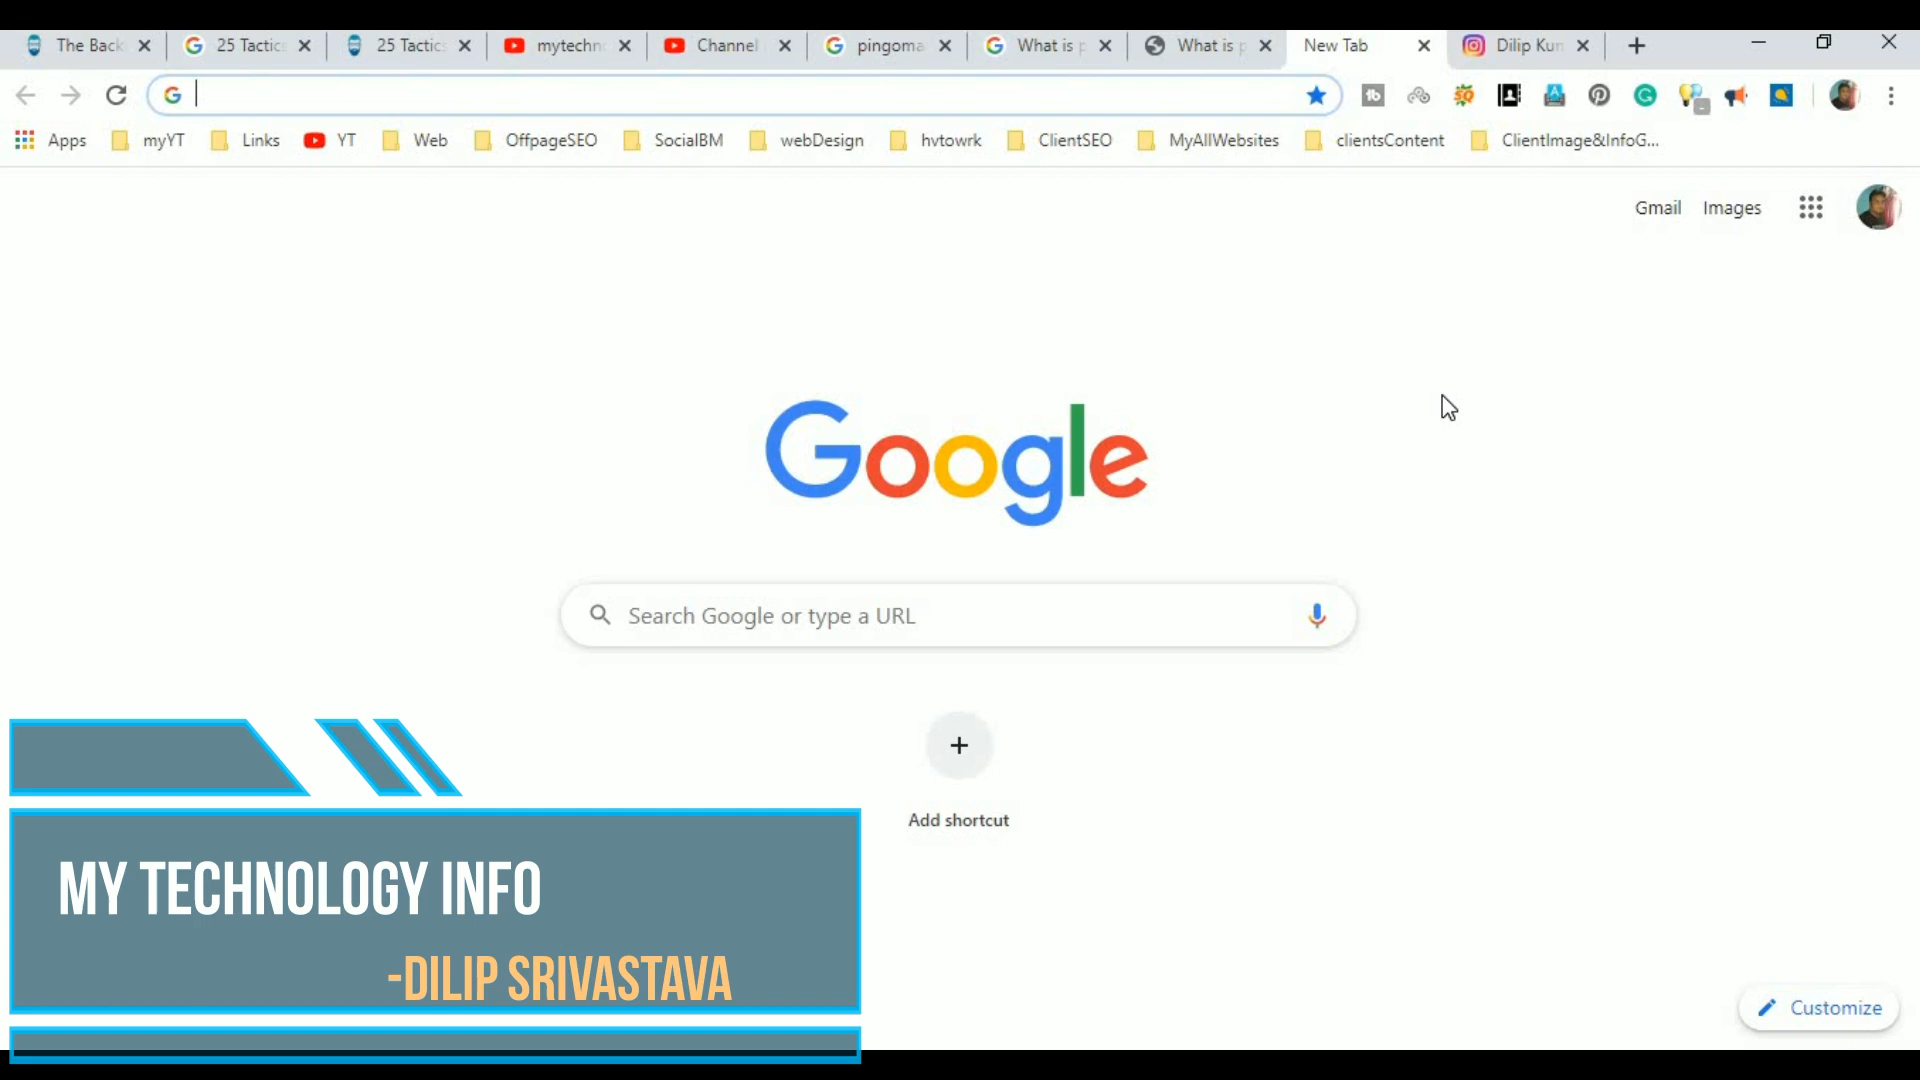 The Back
25 Tactic
25 Tactic
mytechn
Channel
pingoma
What is p
What is p
New Tab
Dilip Kun
Apps
myYT
Links
YT
Web
OffpageSEO
SocialBM
webDesign
hvtowrk
ClientSEO
MyAllWebsites
clientsContent
ClientImage&InfoG...
Gmail
Images
Google
Search Google or type a URL
Add shortcut
MY TECHNOLOGY INFO
-DILIP SRIVASTAVA
Customize